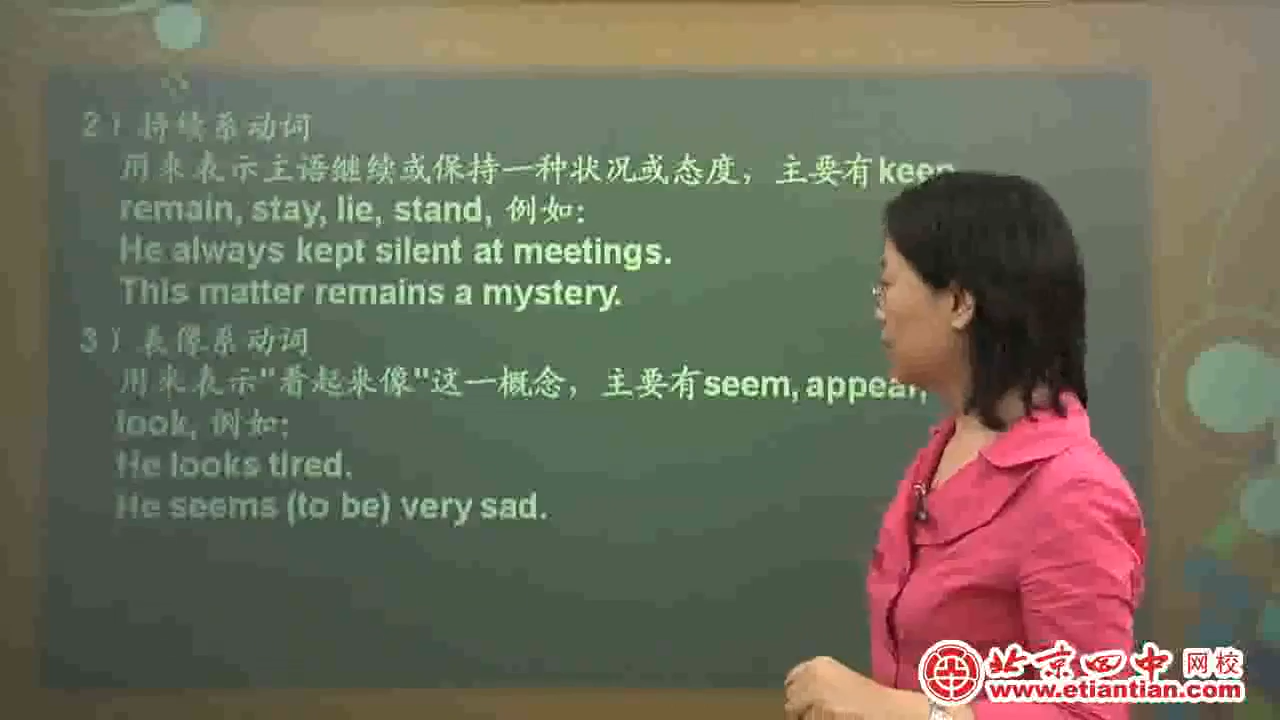 2）持续系动词
用来表示主语继续或保持一种状况或态度，主要有keep
remain, stay, lie, stand, 例如:
He always kept silent at meetings.
This matter remains a mystery.
3）表像系动词
用来表示"看起来像"这一概念，主要有seem, appear,
look, 例如:
He looks tired.
He seems (to be) very sad.
北京四中网校
www.etiantian.com